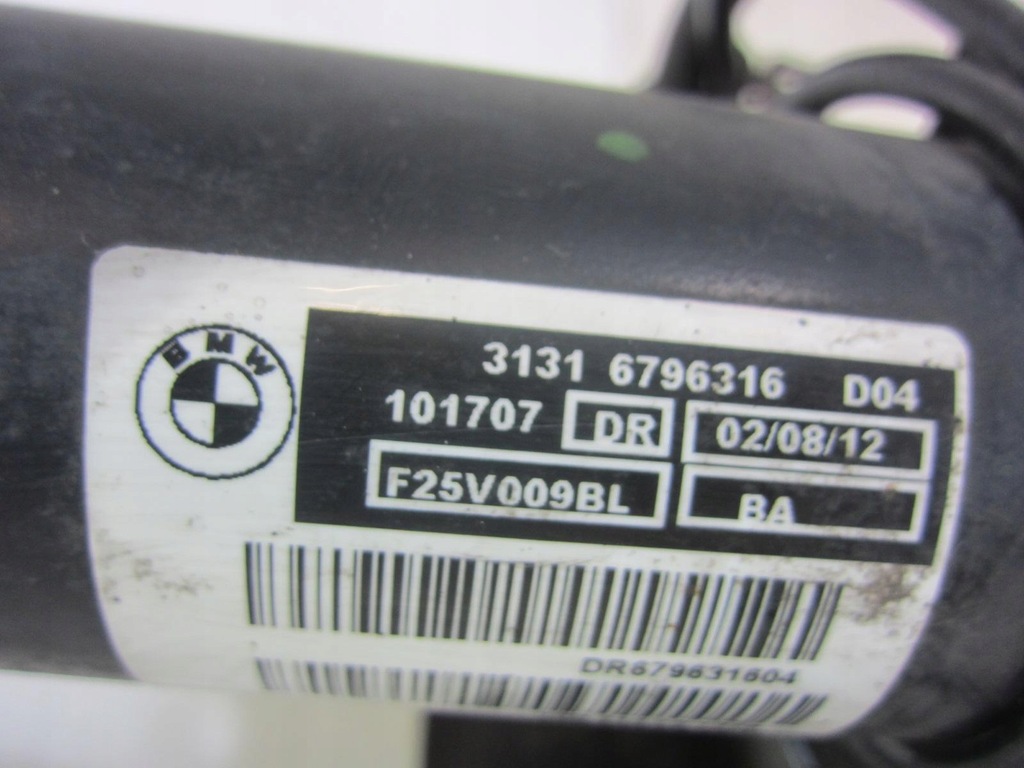 BMW
3131 6796316 D04
101707 DR 02/08/12
F25V009BL BA
DR679631604